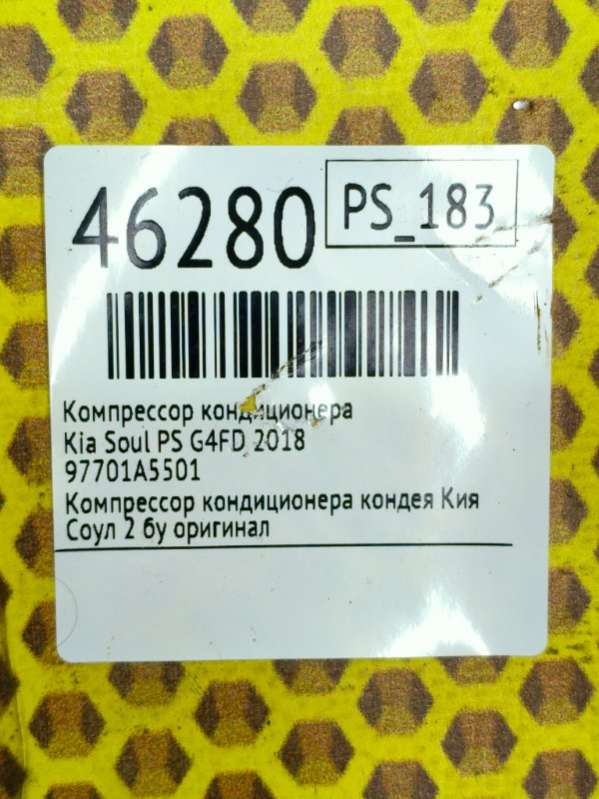 46280
PS_183
Компрессор кондиционера
Kia Soul PS G4FD 2018
97701A5501
Компрессор кондиционера кондея Кия
Соул 2 бу оригинал